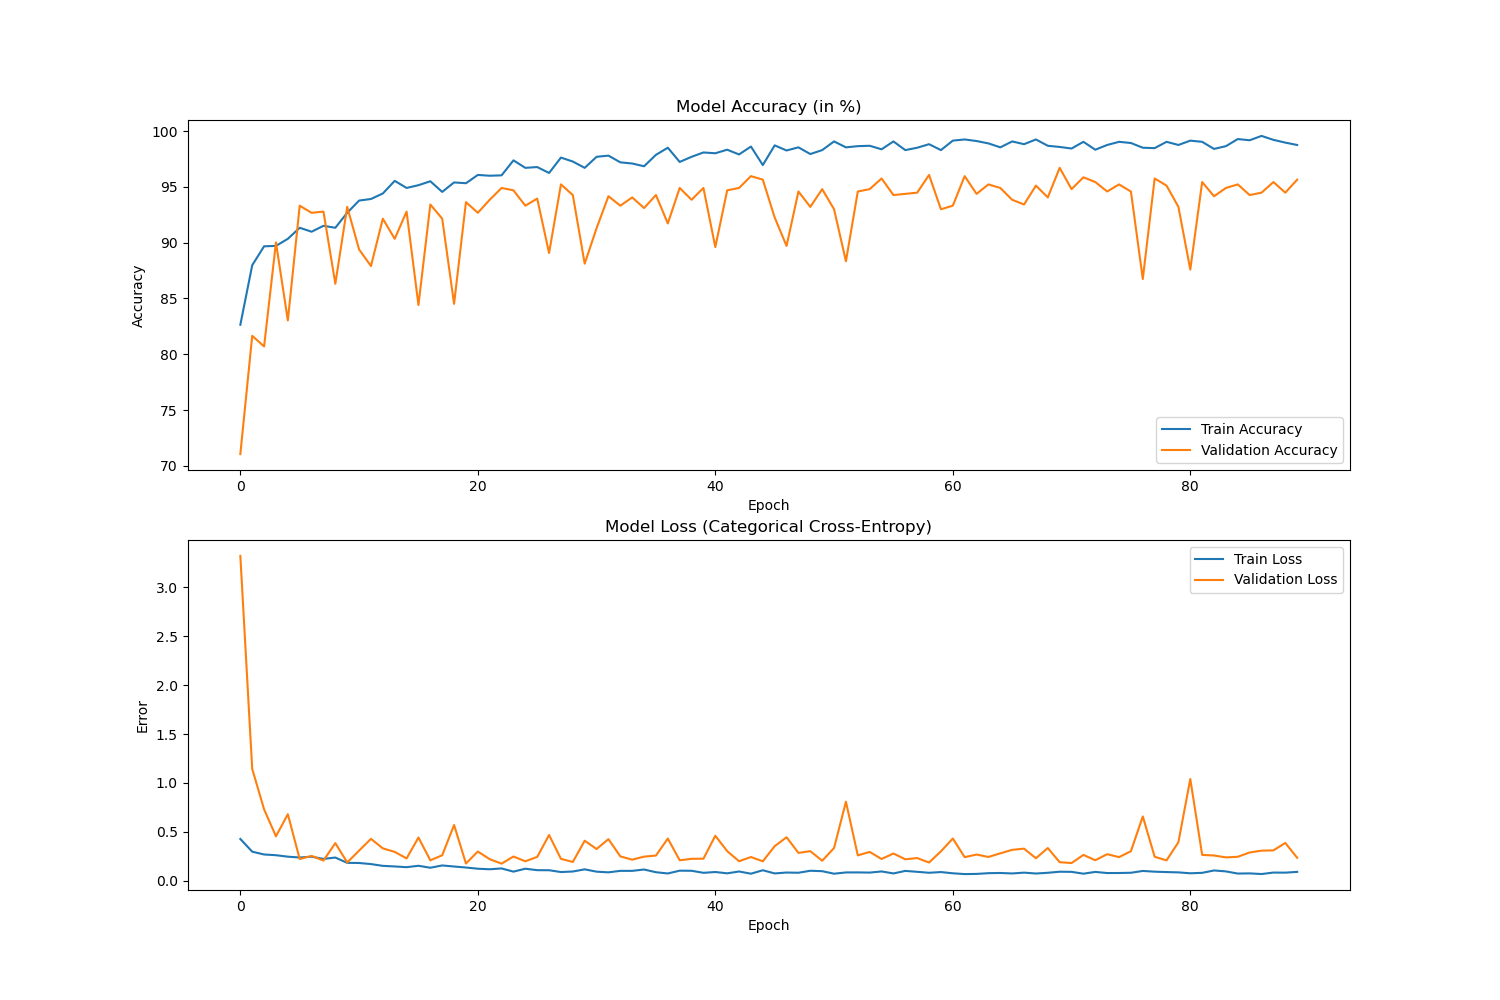 Model Accuracy (in %)
100
95
90
85
80
75
70
Accuracy
Train Accuracy
Validation Accuracy
0 20 40 60 80
Epoch
Model Loss (Categorical Cross-Entropy)
3.0
2.5
2.0
1.5
1.0
0.5
0.0
Error
Train Loss
Validation Loss
0 20 40 60 80
Epoch